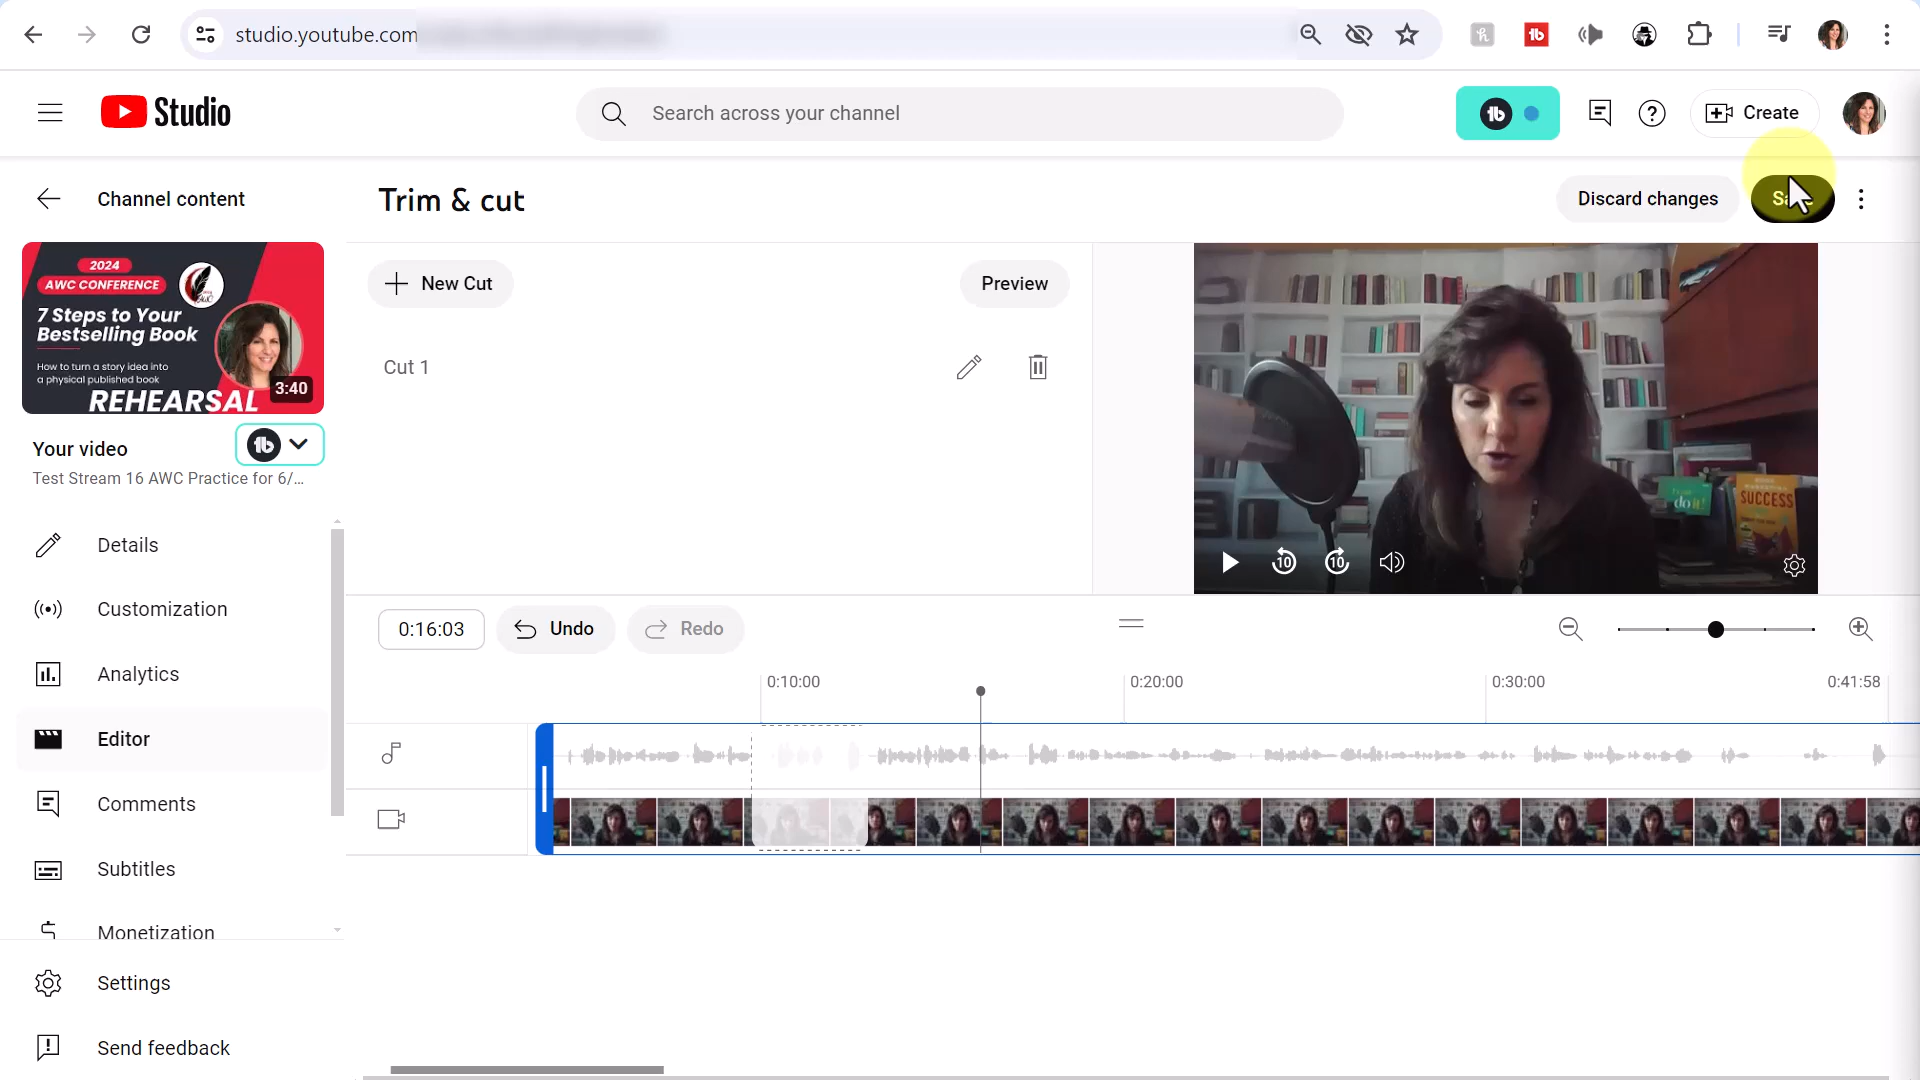 studio.youtube.com
Studio
Search across your channel
Create
Channel content
Trim & cut
Discard changes
2024
AWC CONFERENCE
7 Steps to Your
Bestselling Book
How to turn a story idea into
a physical published book
REHEARSAL
3:40
New Cut
Preview
Cut 1
Your video
Test Stream 16 AWC Practice for 6/...
Details
Customization
Analytics
Editor
Comments
Subtitles
Monetization
Settings
Send feedback
SUCCESS
do it!
10
10
0:16:03
Undo
Redo
0:10:00
0:20:00
0:30:00
0:41:58